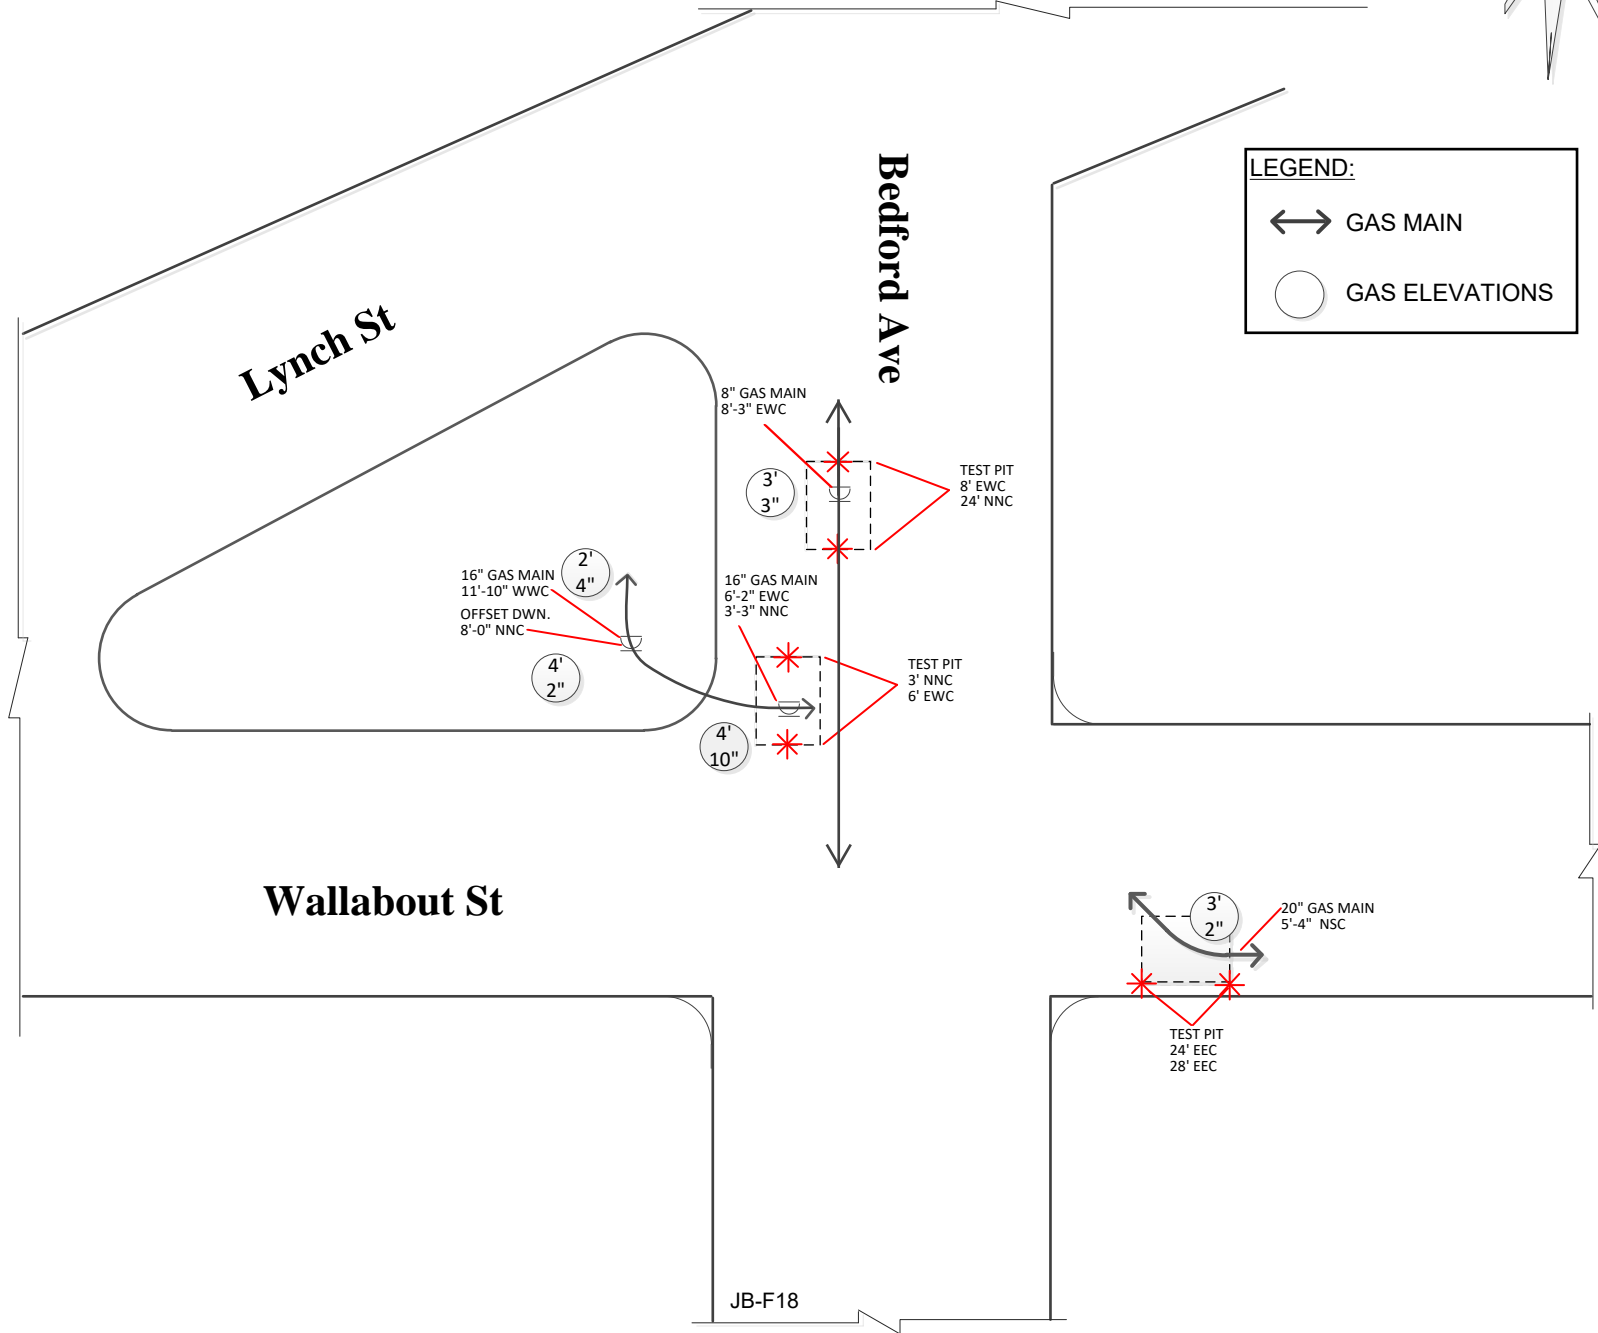 Bedford Ave
LEGEND:
GAS MAIN
GAS ELEVATIONS
Lynch St
8" GAS MAIN
8'-3" EWC
3'
3"
TEST PIT
8' EWC
24' NNC
2'
4"
16" GAS MAIN
11'-10" WWC
OFFSET DWN.
8'-0" NNC
16" GAS MAIN
6'-2" EWC
3'-3" NNC
4'
2"
TEST PIT
3' NNC
6' EWC
4'
10"
Wallabout St
3'
2"
20" GAS MAIN
5'-4" NSC
TEST PIT
24' EEC
28' EEC
JB-F18